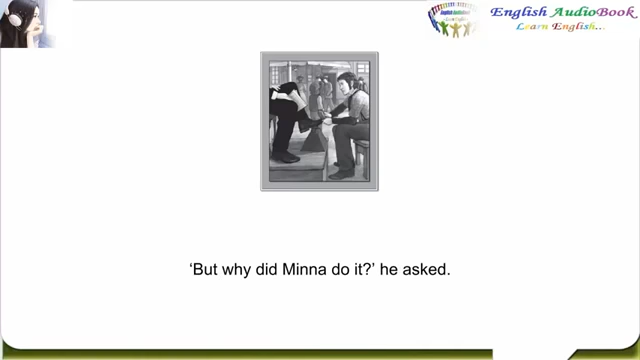 English AudioBook
Learn English...
'But why did Minna do it?' he asked.